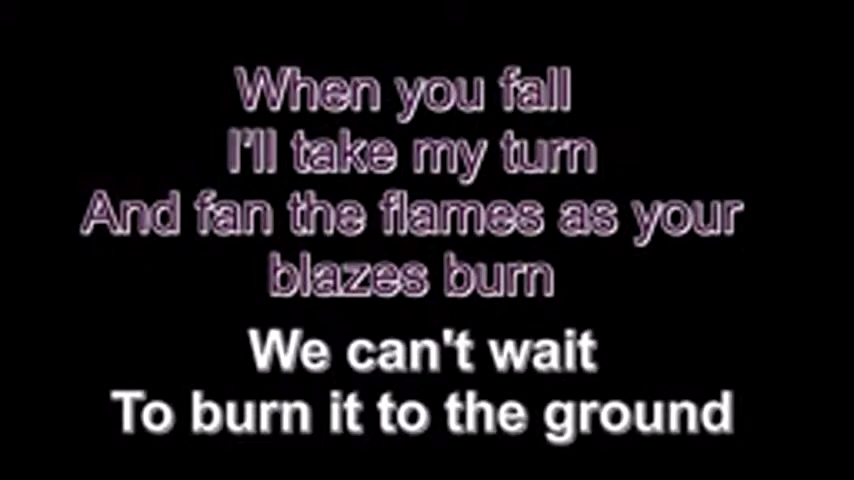 When you fall
I'll take my turn
And fan the flames as your
blazes burn
We can't wait
To burn it to the ground